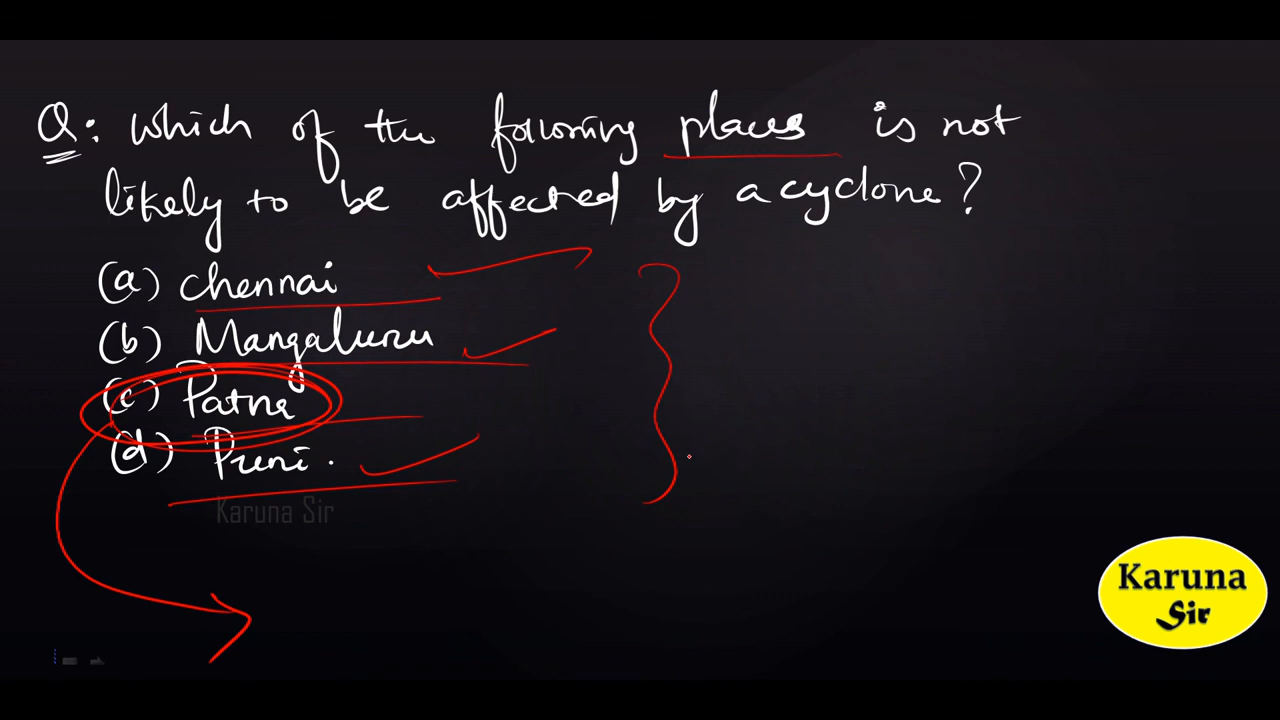 Q: Which of the following places is not
likely to be affected by a cyclone?
(a) Chennai
(b) Mangaluru
(c) Patna
(d) Puri.
Karuna Sir
Karuna
Sir